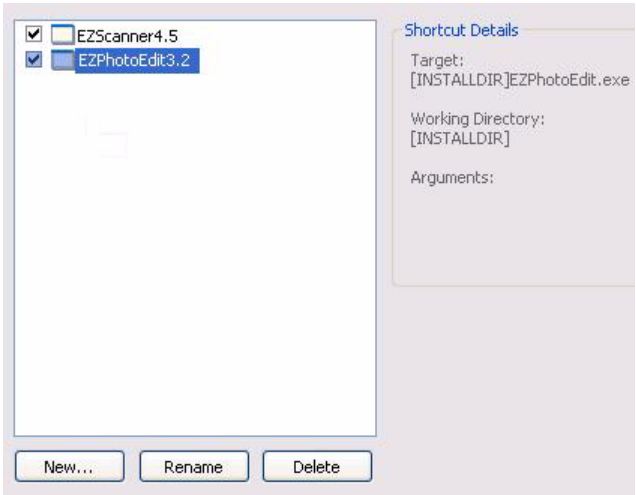 EZScanner4.5
EZPhotoEdit3.2
Shortcut Details
Target:
[INSTALLDIR]EZPhotoEdit.exe
Working Directory:
[INSTALLDIR]
Arguments:
New...
Rename
Delete